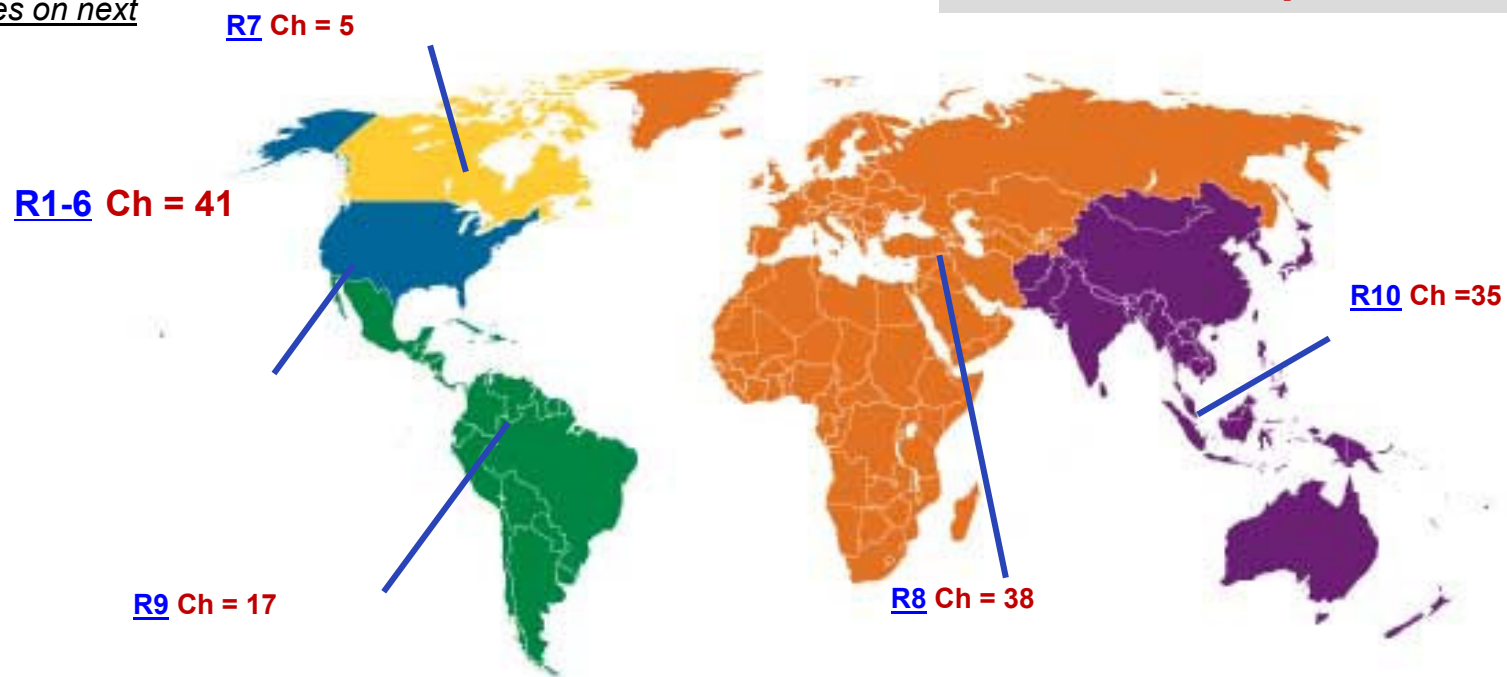 es on next
R7 Ch = 5
R1-6 Ch = 41
R10 Ch =35
R9 Ch = 17
R8 Ch = 38